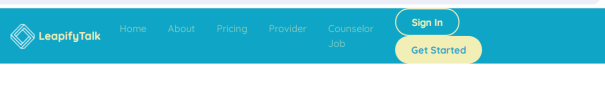 LeapifyTalk Home About Pricing Provider Counselor Sign In
Job
Get Started